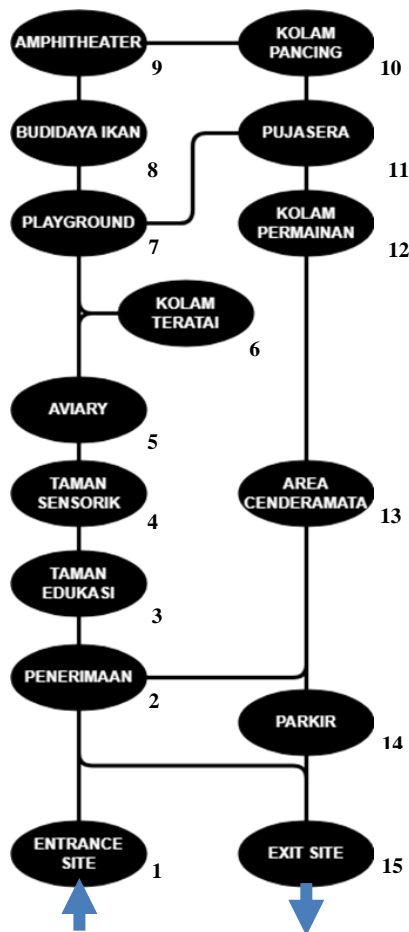 AMPHITHEATER
9
KOLAM
PANCING
10
BUDIDAYA IKAN
8
PUJASERA
11
PLAYGROUND
7
KOLAM
PERMAINAN
12
KOLAM
TERATAI
6
AVIARY
5
TAMAN
SENSORIK
4
AREA
CENDERAMATA
13
TAMAN
EDUKASI
3
PENERIMAAN
2
PARKIR
14
ENTRANCE
SITE
1
EXIT SITE
15